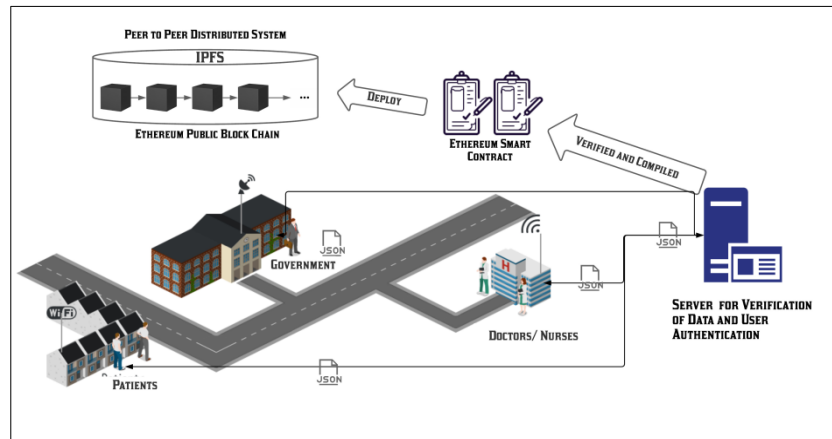 PEER TO PEER DISTRIBUTED SYSTEM
IPFS
...
ETHEREUM PUBLIC BLOCK CHAIN
DEPLOY
ETHEREUM SMART
CONTRACT
VERIFIED AND COMPILED
JSON
GOVERNMENT
JSON
H
JSON
DOCTORS/ NURSES
SERVER FOR VERIFICATION
OF DATA AND USER
AUTHENTICATION
WiFi
JSON
PATIENTS